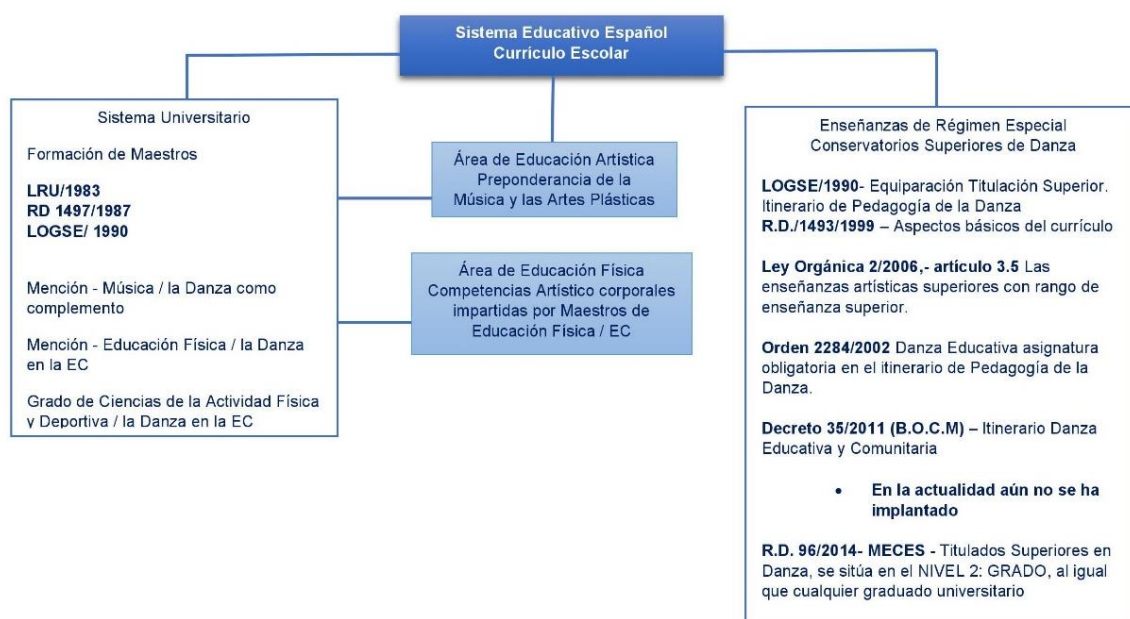 Sistema Educativo Español
Currículo Escolar
Sistema Universitario
Formación de Maestros
LRU/1983
RD 1497/1987
LOGSE/ 1990
Mención - Música / la Danza como
complemento
Mención - Educación Física / la Danza
en la EC
Grado de Ciencias de la Actividad Física
y Deportiva / la Danza en la EC
Área de Educación Artística
Preponderancia de la
Música y las Artes Plásticas
Área de Educación Física
Competencias Artístico corporales
impartidas por Maestros de
Educación Física / EC
Enseñanzas de Régimen Especial
Conservatorios Superiores de Danza
LOGSE/1990- Equiparación Titulación Superior.
Itinerario de Pedagogía de la Danza
R.D./1493/1999 – Aspectos básicos del currículo
Ley Orgánica 2/2006,- artículo 3.5 Las
enseñanzas artísticas superiores con rango de
enseñanza superior.
Orden 2284/2002 Danza Educativa asignatura
obligatoria en el itinerario de Pedagogía de la
Danza.
Decreto 35/2011 (B.O.C.M) – Itinerario Danza
Educativa y Comunitaria
• En la actualidad aún no se ha
implantado
R.D. 96/2014- MECES - Titulados Superiores en
Danza, se sitúa en el NIVEL 2: GRADO, al igual
que cualquier graduado universitario